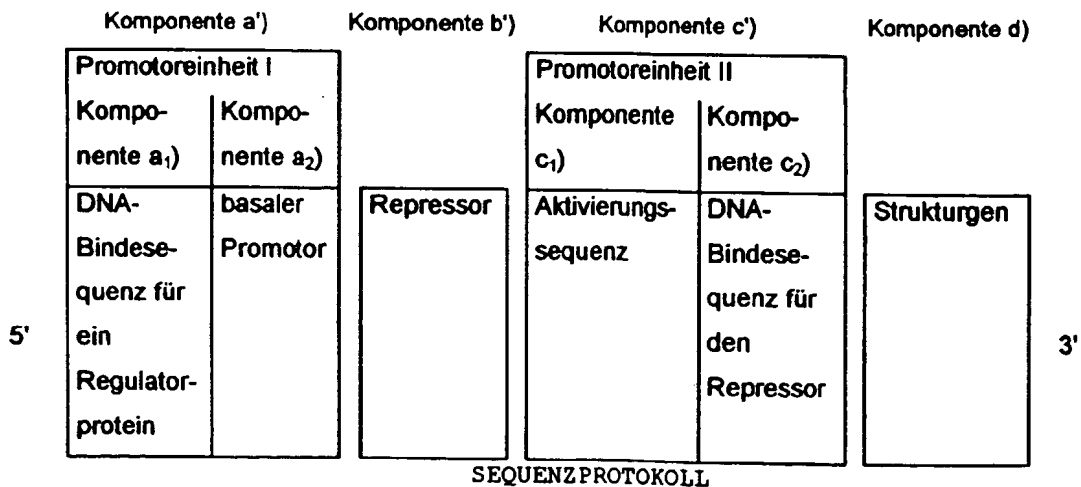 Komponente a') Komponente b') Komponente c') Komponente d)
Promotoreinheit I Promotoreinheit II
Kompo- Kompo- Komponente Kompo-
nente a₁) nente a₂) c₁) nente c₂)
DNA- basaler Repressor Aktivierungs- DNA- Strukturgen
Bindese- Promotor sequenz Bindese-
quenz für quenz für
5' ein den 3'
Regulator- Repressor
protein
SEQUENZPROTOKOLL